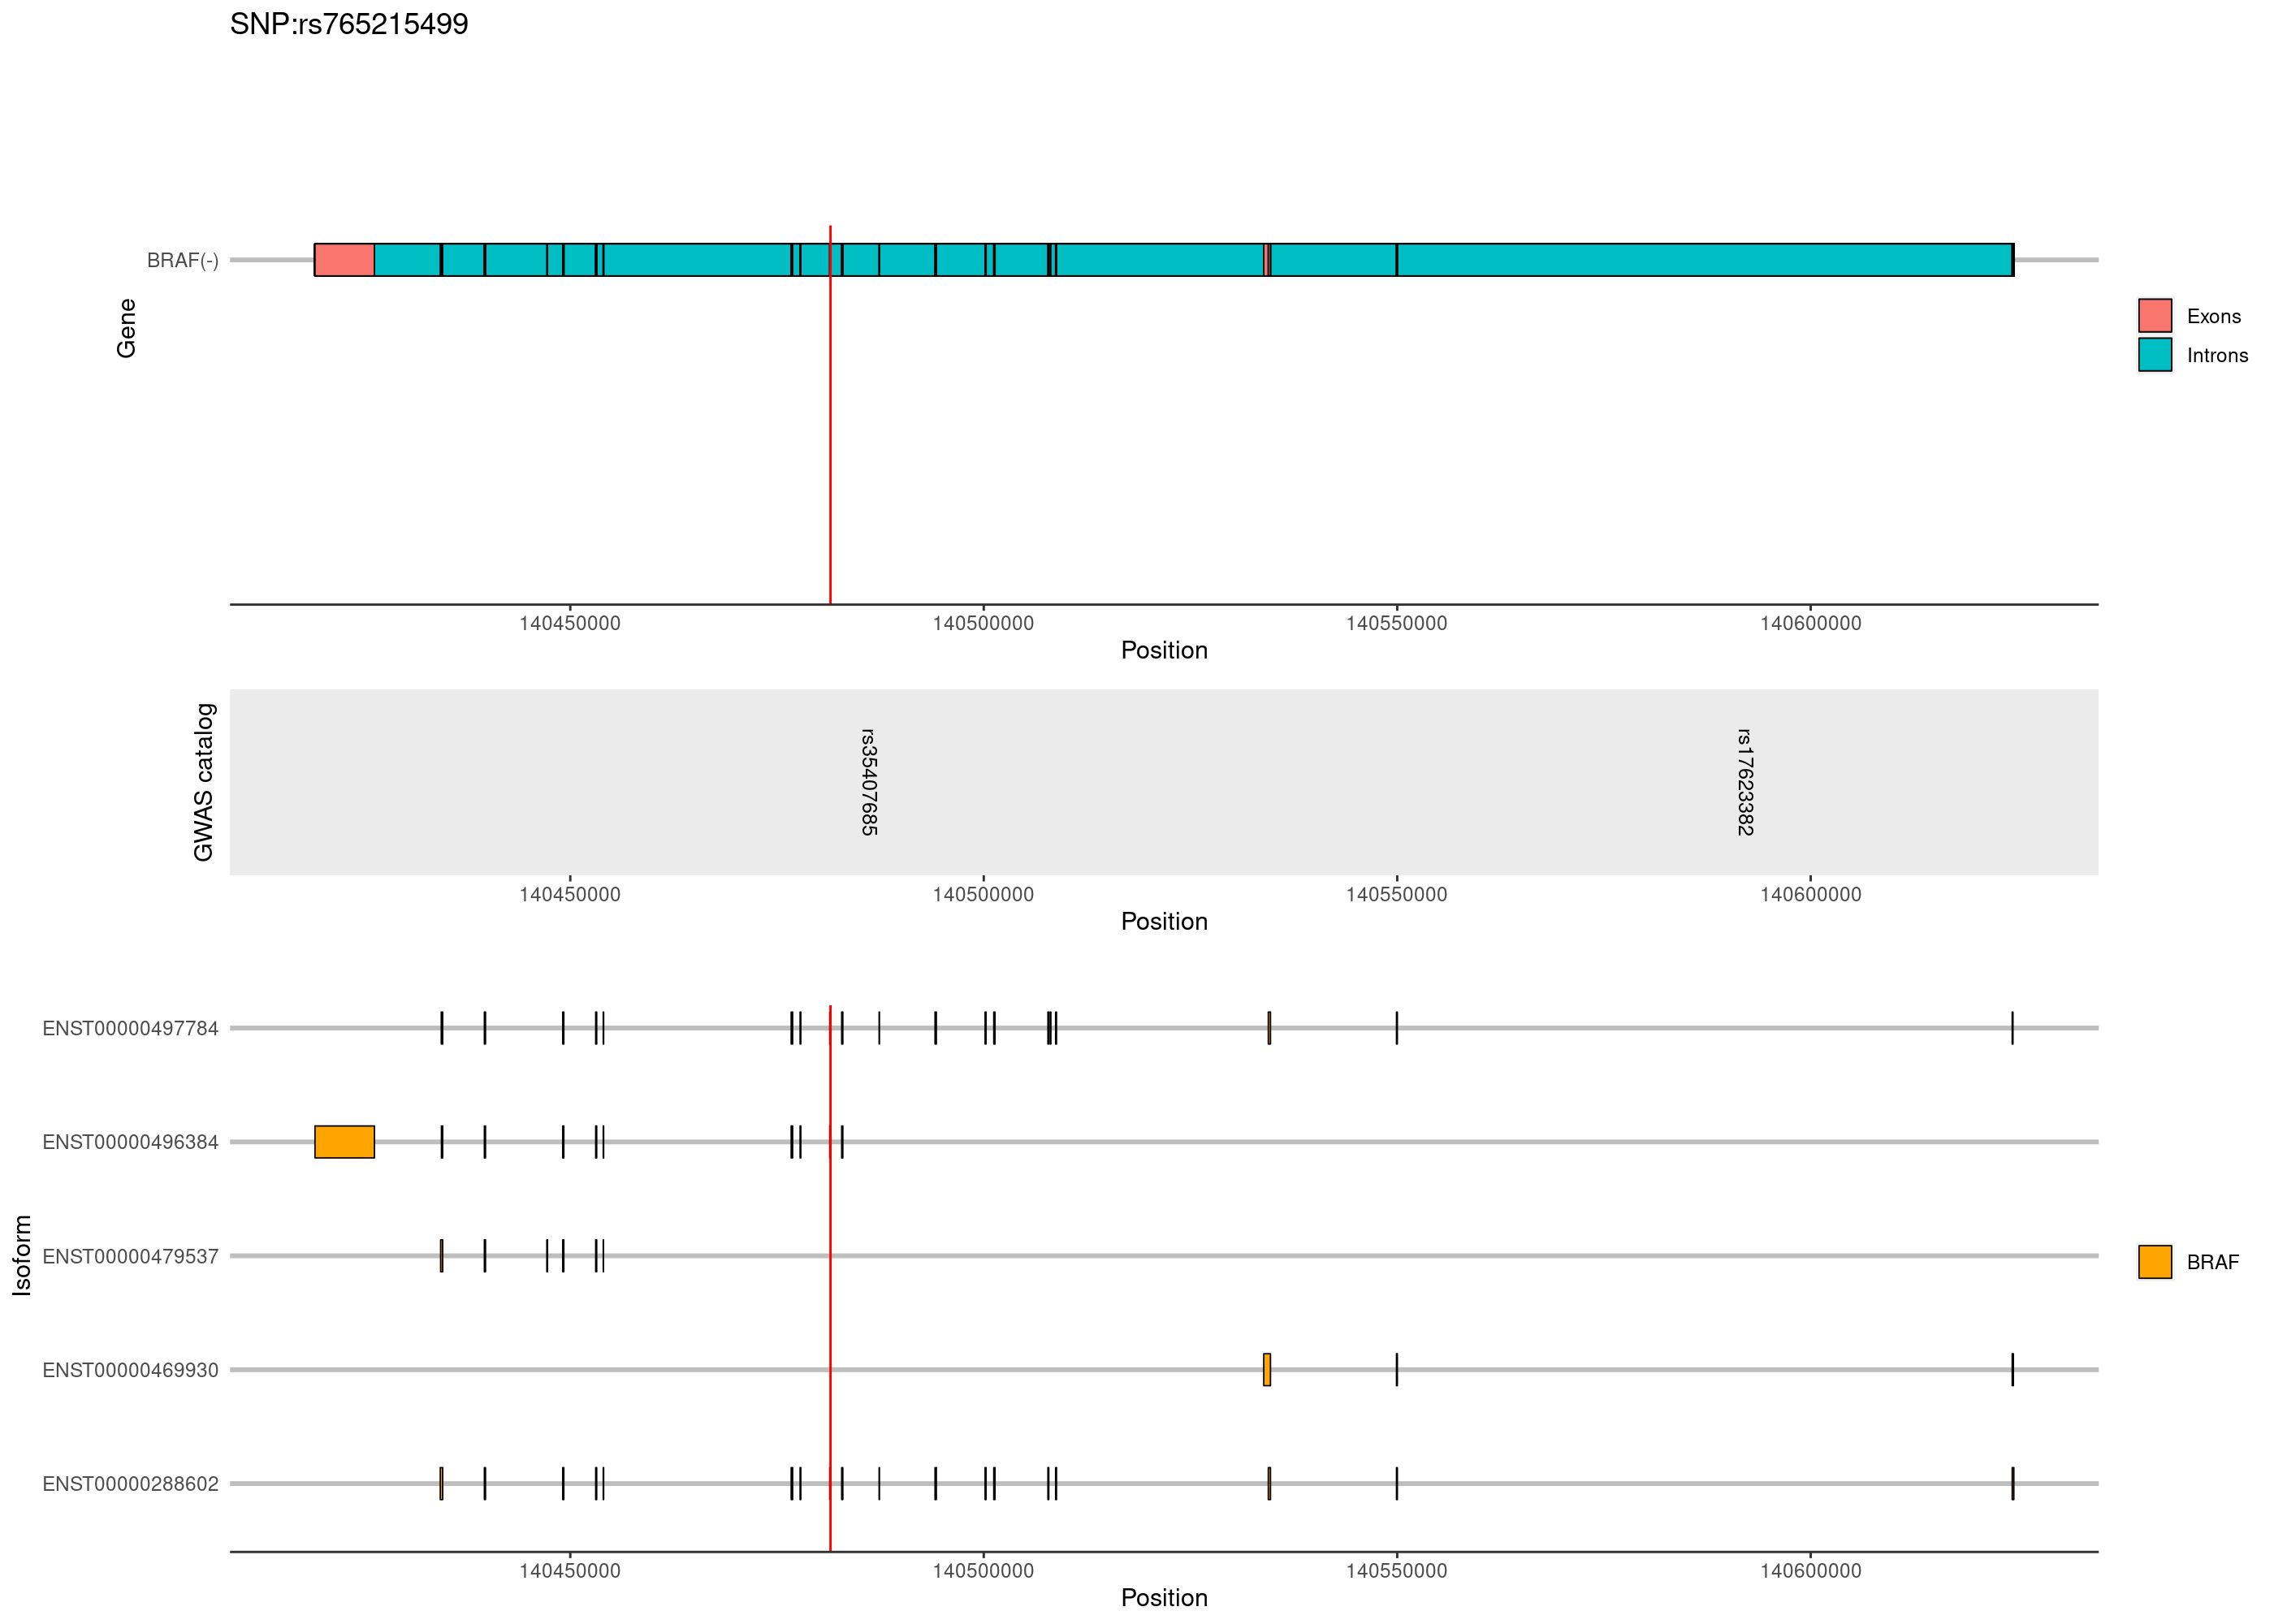 SNP:rs765215499
BRAF(-)
Gene
Exons
Introns
140450000 140500000 140550000 140600000
Position
GWAS catalog
rs35407685
rs17623382
140450000 140500000 140550000 140600000
Position
Isoform
ENST00000497784
ENST00000496384
ENST00000479537
ENST00000469930
ENST00000288602
BRAF
140450000 140500000 140550000 140600000
Position